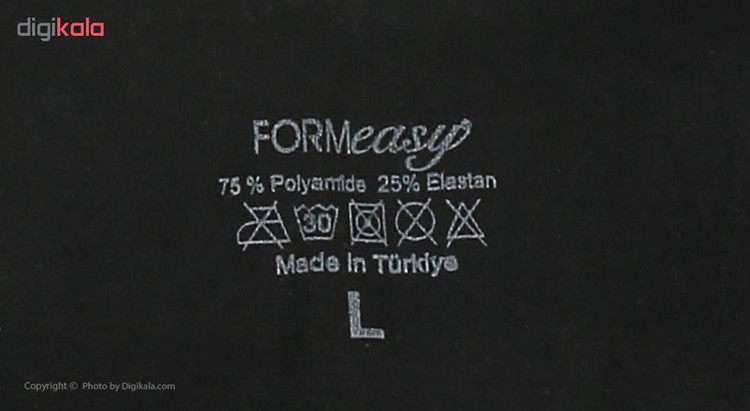 digikala
FORMeasy
75 % Polyamide 25% Elastan
30
Made in Türkiye
L
Copyright © Photo by Digikala.com